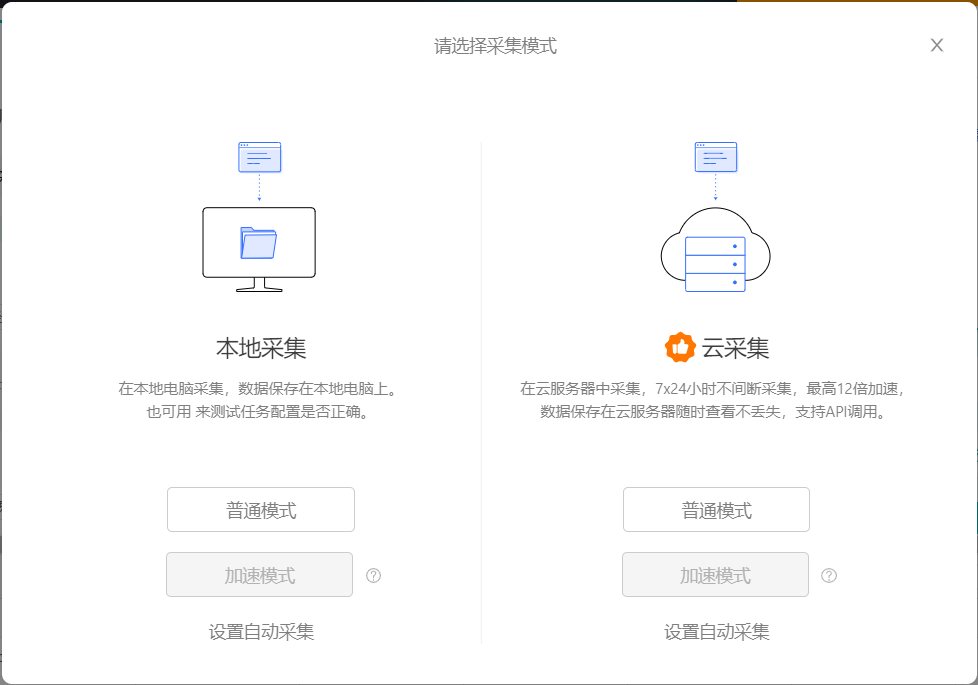 请选择采集模式
本地采集
在本地电脑采集，数据保存在本地电脑上。
也可用 来测试任务配置是否正确。
普通模式
加速模式
设置自动采集
云采集
在云服务器中采集，7x24小时不间断采集，最高12倍加速，
数据保存在云服务器随时查看不丢失，支持API调用。
普通模式
加速模式
设置自动采集